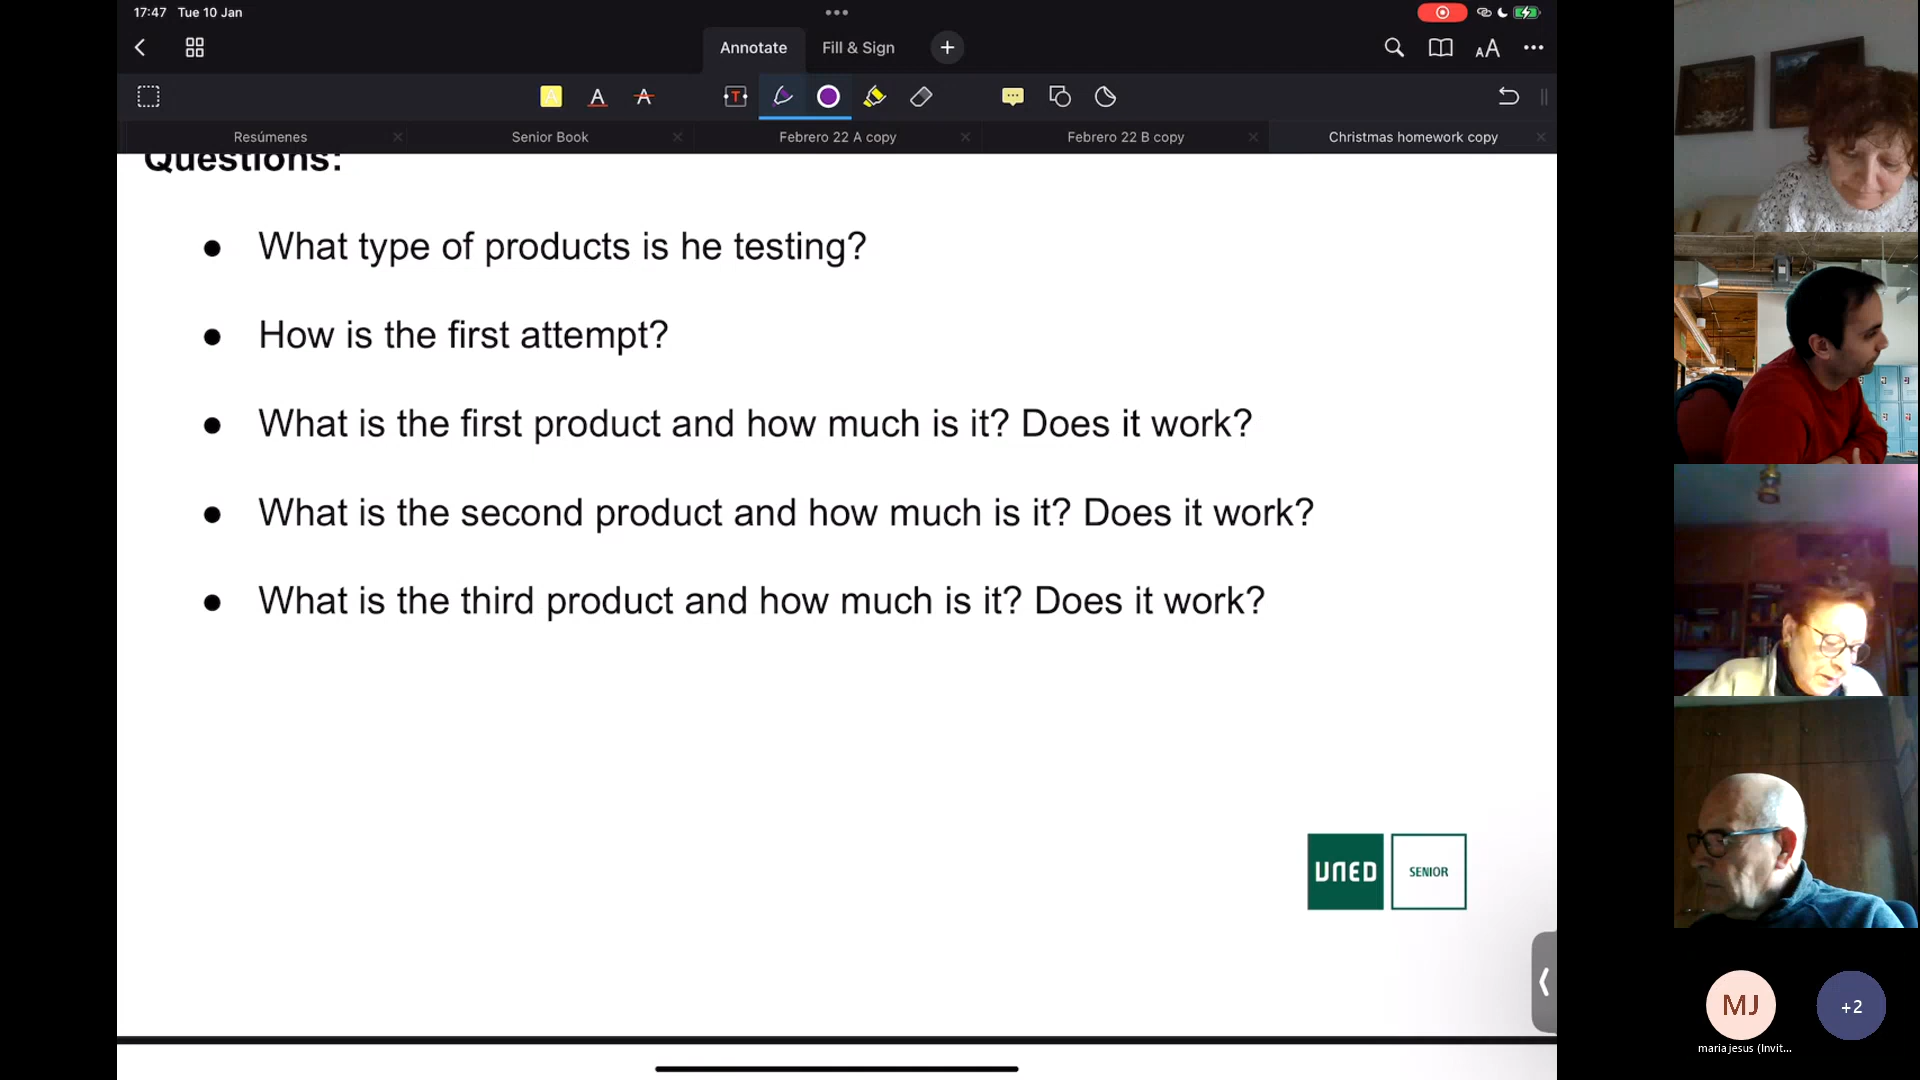 17:47 Tue 10 Jan
Annotate
Fill & Sign
A
A
A
T
AA
Resúmenes
Senior Book
Febrero 22 A copy
Febrero 22 B copy
Christmas homework copy
Questions:
What type of products is he testing?
How is the first attempt?
What is the first product and how much is it? Does it work?
What is the second product and how much is it? Does it work?
What is the third product and how much is it? Does it work?
UNED
SENIOR
MJ
+2
maria jesus (Invit...